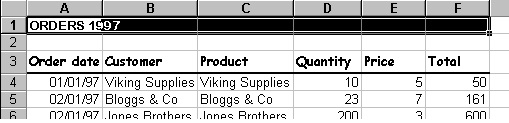 A B C D E F
1 ORDERS 1997
2
3 Order date Customer Product Quantity Price Total
4 01/01/97 Viking Supplies Viking Supplies 10 5 50
5 02/01/97 Bloggs & Co Bloggs & Co 23 7 161
6 02/01/97 Jones Brothers Jones Brothers 200 3 600